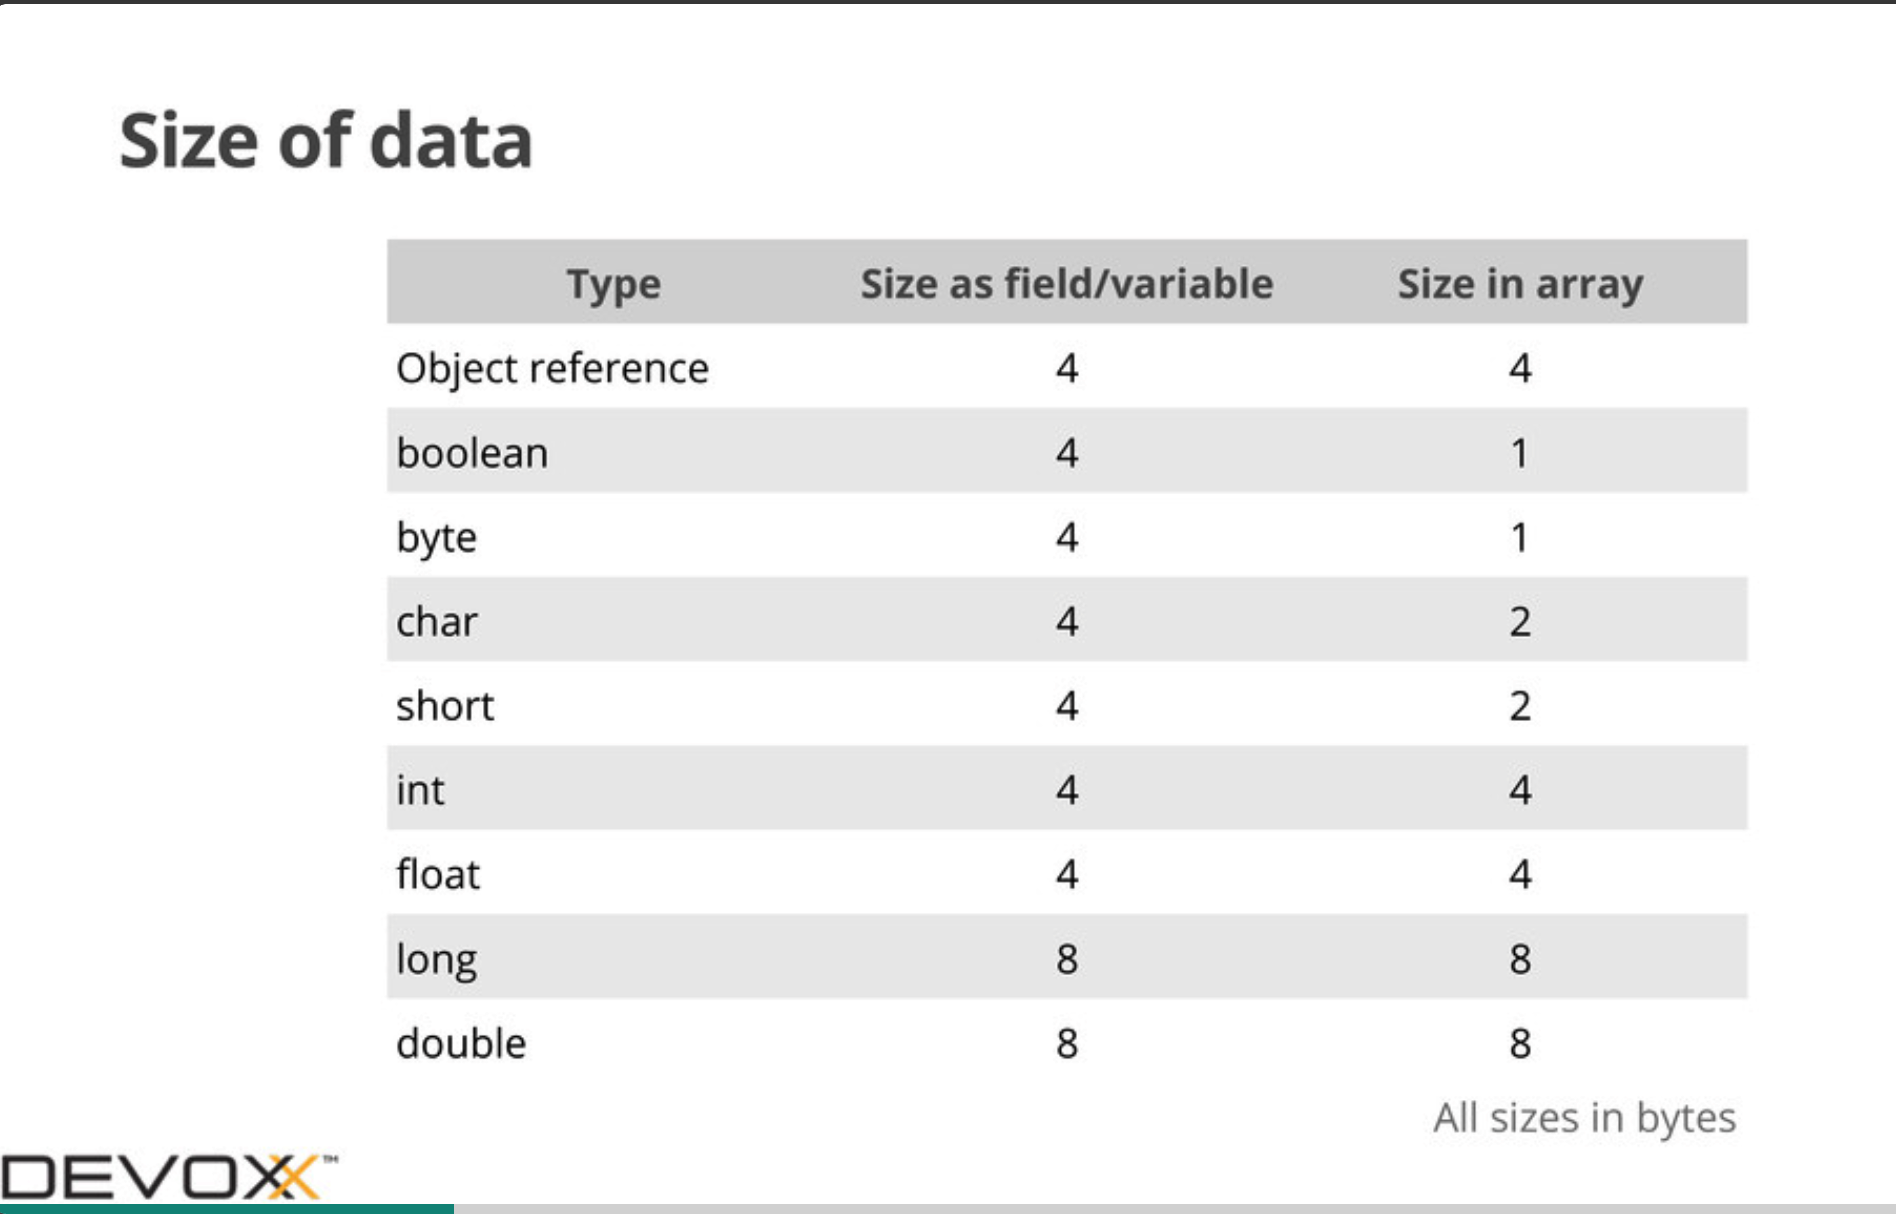 Size of data
Type Size as field/variable Size in array
Object reference 4 4
boolean 4 1
byte 4 1
char 4 2
short 4 2
int 4 4
float 4 4
long 8 8
double 8 8
All sizes in bytes
DEVOXX™